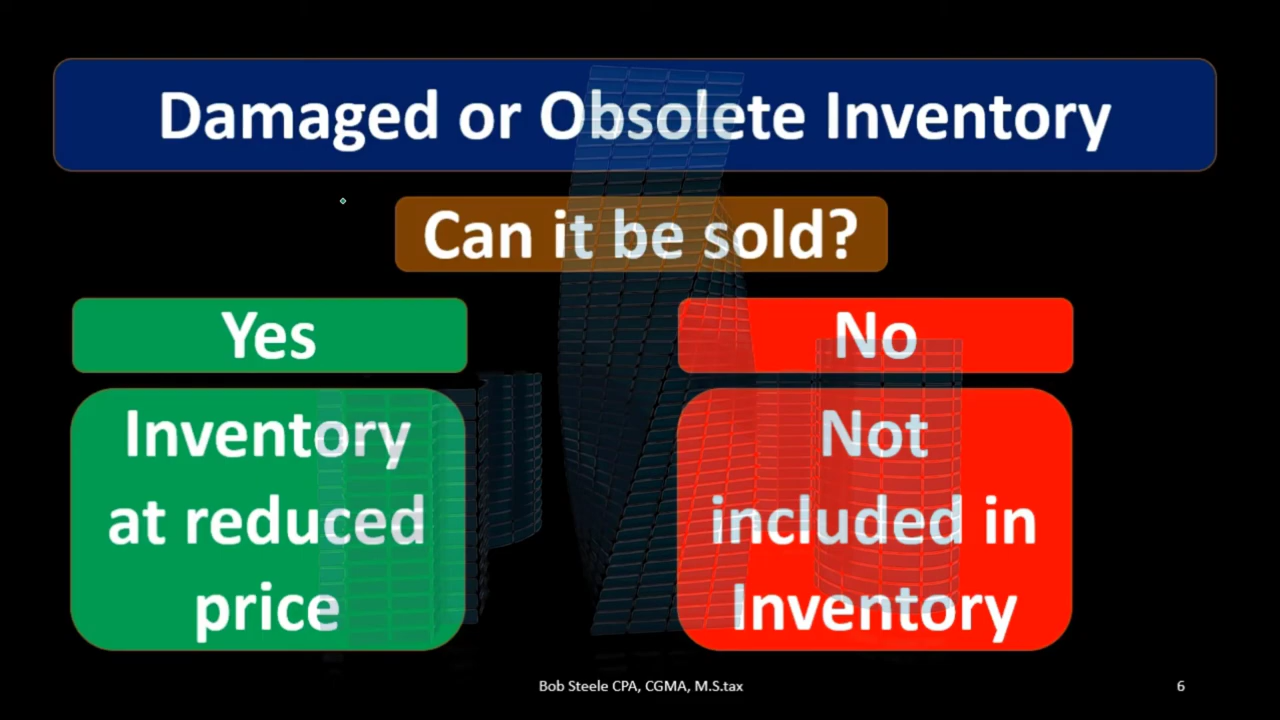 Damaged or Obsolete Inventory
Can it be sold?
Yes
No
Inventory
at reduced
price
Not
included in
Inventory
Bob Steele CPA, CGMA, M.S.tax
6